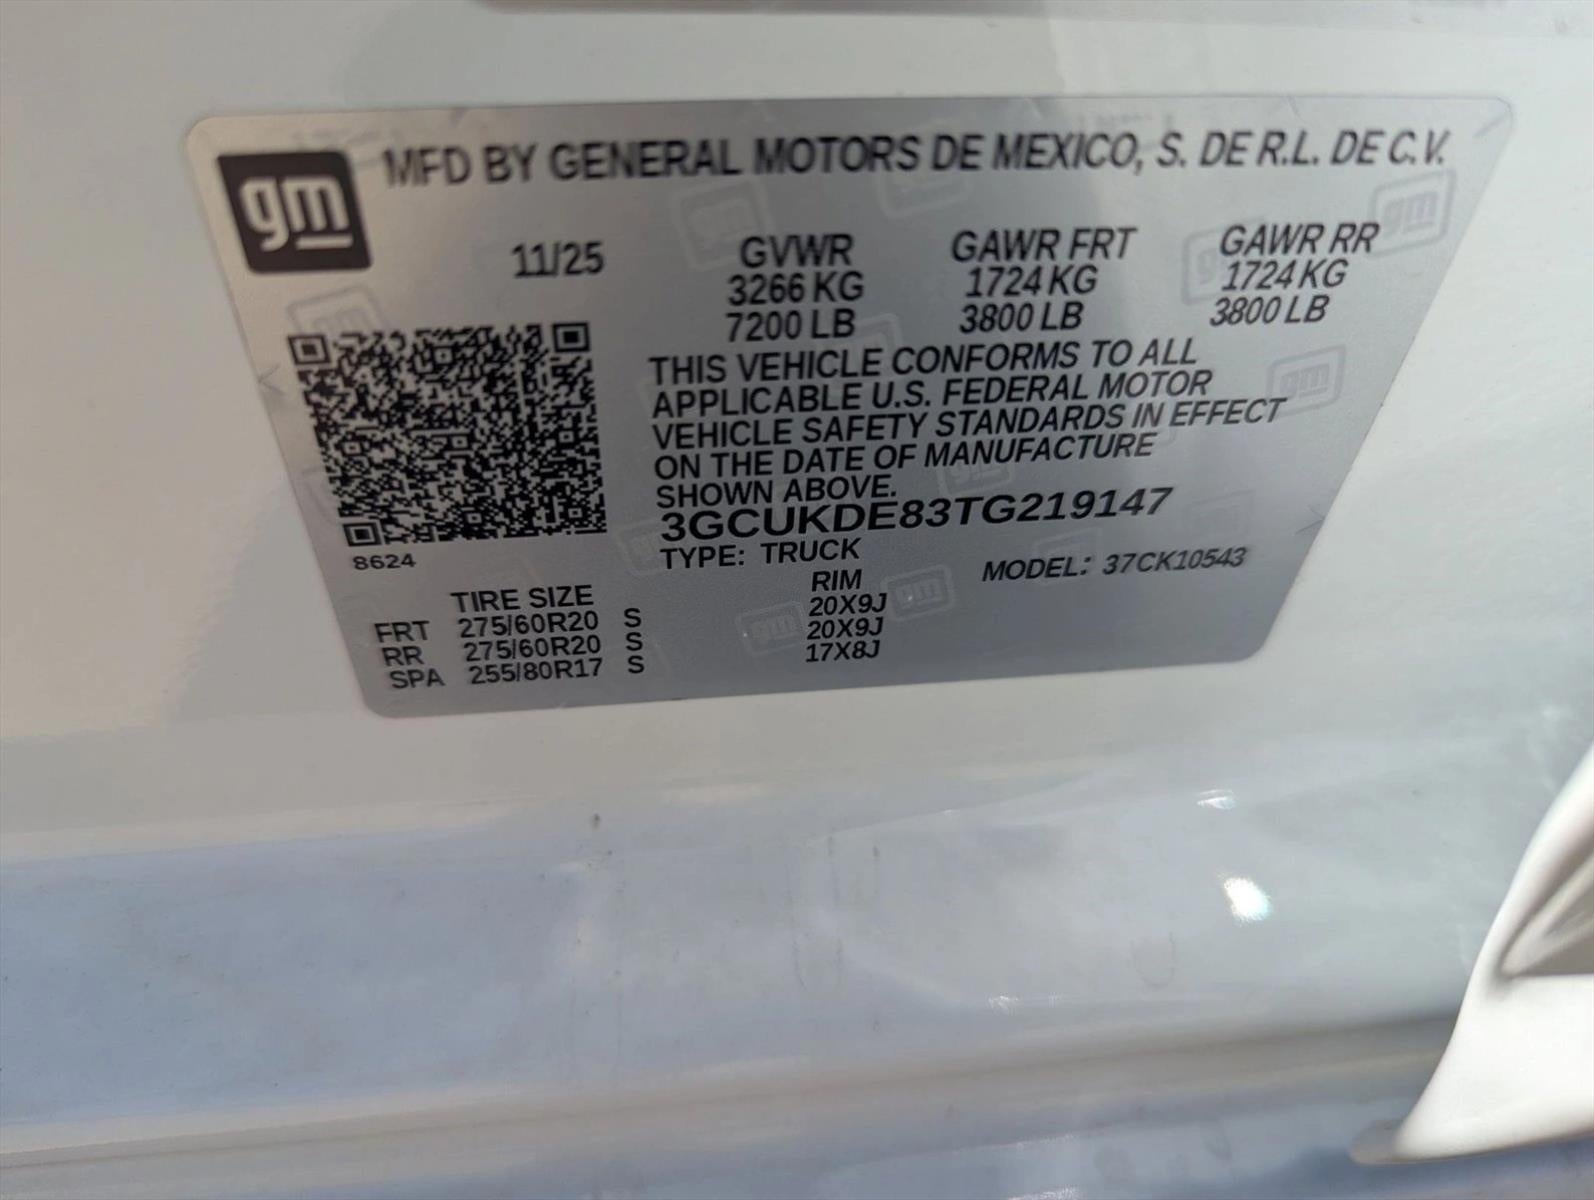 gm
MFD BY GENERAL MOTORS DE MEXICO, S. DE R.L. DE C.V.
11/25 GVWR GAWR FRT GAWR RR
3266 KG 1724 KG 1724 KG
7200 LB 3800 LB 3800 LB
THIS VEHICLE CONFORMS TO ALL
APPLICABLE U.S. FEDERAL MOTOR
VEHICLE SAFETY STANDARDS IN EFFECT
ON THE DATE OF MANUFACTURE
SHOWN ABOVE.
3GCUKDE83TG219147
8624
TYPE: TRUCK MODEL: 37CK10543
TIRE SIZE RIM
FRT 275/60R20 S 20X9J
RR 275/60R20 S 20X9J
SPA 255/80R17 S 17X8J